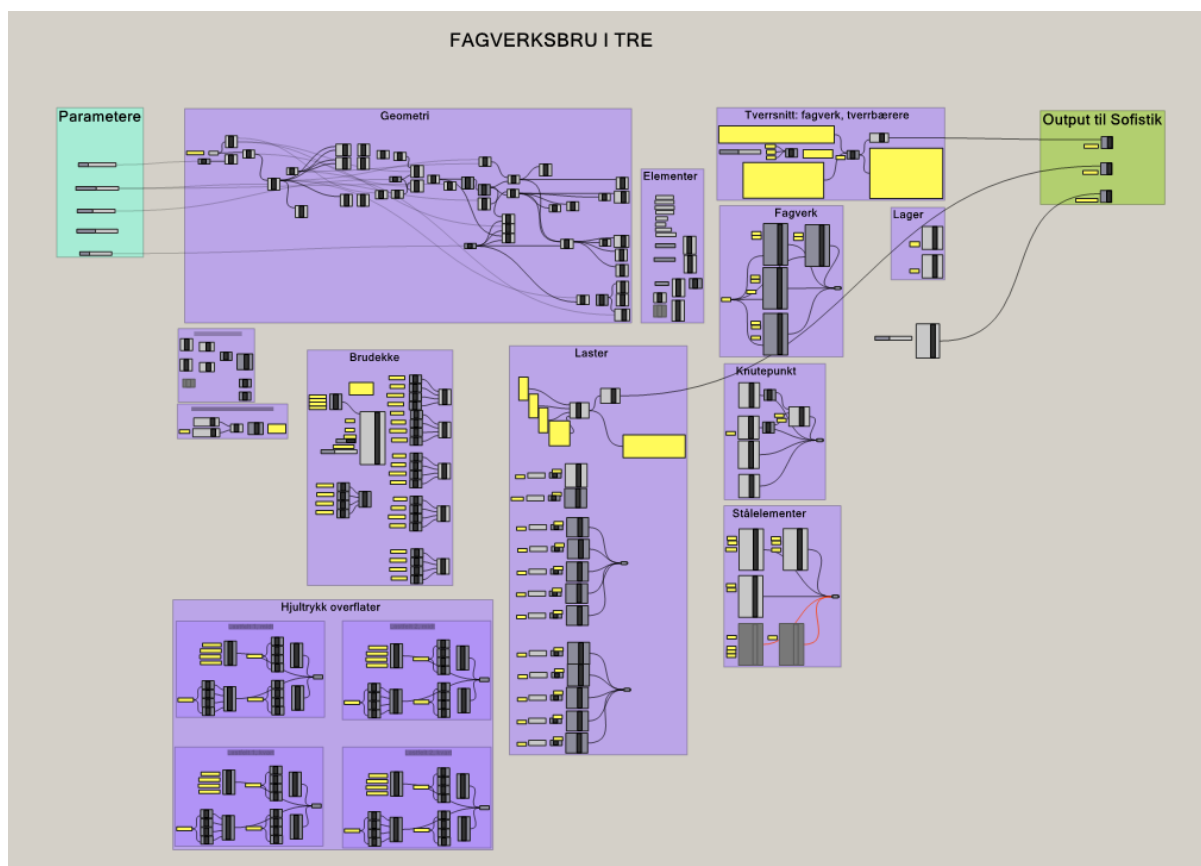 FAGVERKSBRU I TRE
Parametere
Geometri
Tverrsnitt: fagverk, tverrbærere
Output til Sofistik
Elementer
Fagverk
Lager
Brudekke
Laster
Knutepunkt
Stålelementer
Hjultrykk overflater